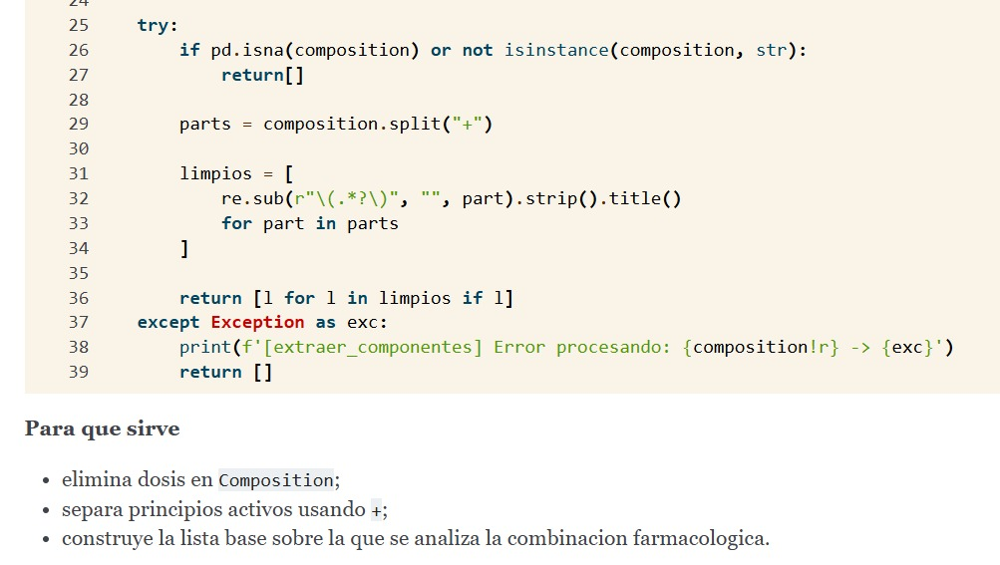 24
25 try:
26 if pd.isna(composition) or not isinstance(composition, str):
27 return[]
28
29 parts = composition.split("+")
30
31 limpios = [
32 re.sub(r"\(.*?\)", "", part).strip().title()
33 for part in parts
34 ]
35
36 return [l for l in limpios if l]
37 except Exception as exc:
38 print(f'[extraer_componentes] Error procesando: {composition!r} -> {exc}')
39 return []
Para que sirve
• elimina dosis en Composition;
• separa principios activos usando +;
• construye la lista base sobre la que se analiza la combinacion farmacologica.